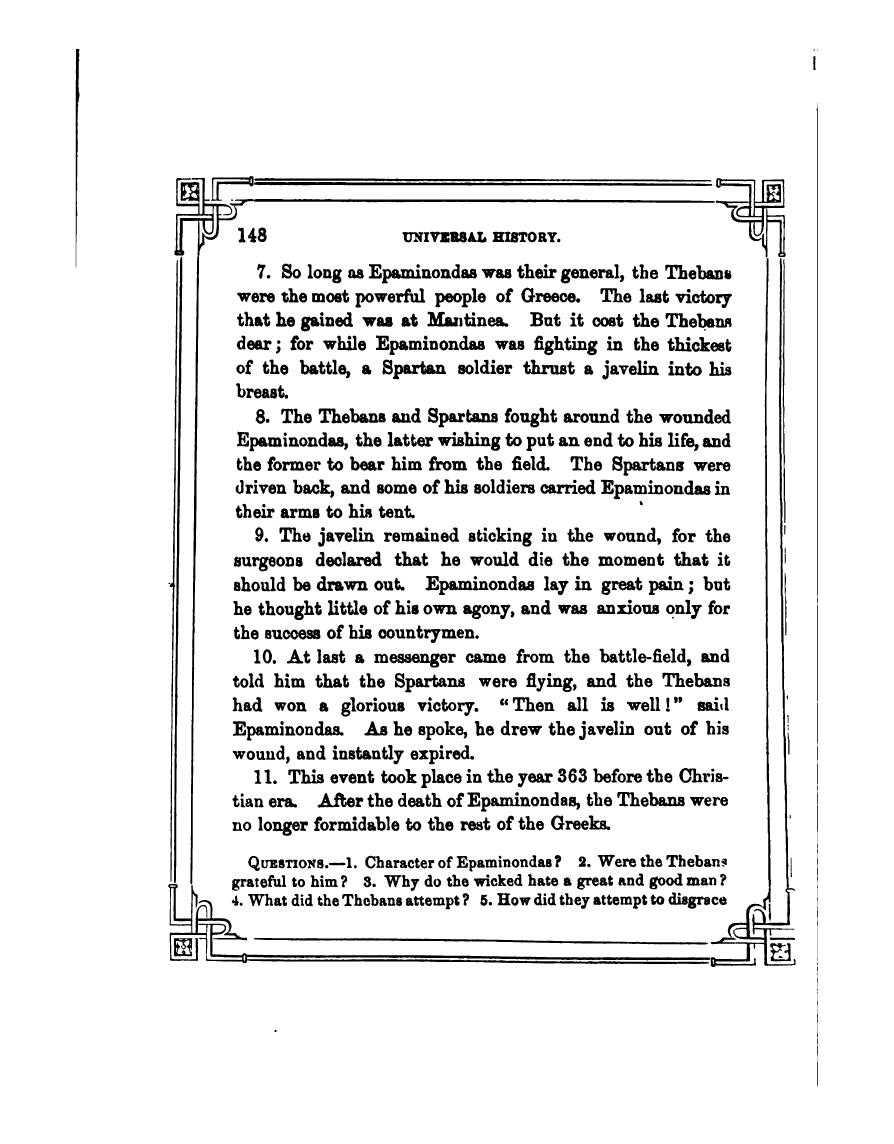 148 UNIVERSAL HISTORY.
7. So long as Epaminondas was their general, the Thebans
were the most powerful people of Greece. The last victory
that he gained was at Mantinea. But it cost the Thebans
dear; for while Epaminondas was fighting in the thickest
of the battle, a Spartan soldier thrust a javelin into his
breast.
8. The Thebans and Spartans fought around the wounded
Epaminondas, the latter wishing to put an end to his life, and
the former to bear him from the field. The Spartans were
driven back, and some of his soldiers carried Epaminondas in
their arms to his tent.
9. The javelin remained sticking in the wound, for the
surgeons declared that he would die the moment that it
should be drawn out. Epaminondas lay in great pain; but
he thought little of his own agony, and was anxious only for
the success of his countrymen.
10. At last a messenger came from the battle-field, and
told him that the Spartans were flying, and the Thebans
had won a glorious victory. "Then all is well!" said
Epaminondas. As he spoke, he drew the javelin out of his
wound, and instantly expired.
11. This event took place in the year 363 before the Chris-
tian era. After the death of Epaminondas, the Thebans were
no longer formidable to the rest of the Greeks.
QUESTIONS.—1. Character of Epaminondas? 2. Were the Thebans
grateful to him? 3. Why do the wicked hate a great and good man?
4. What did the Thebans attempt? 5. How did they attempt to disgrace